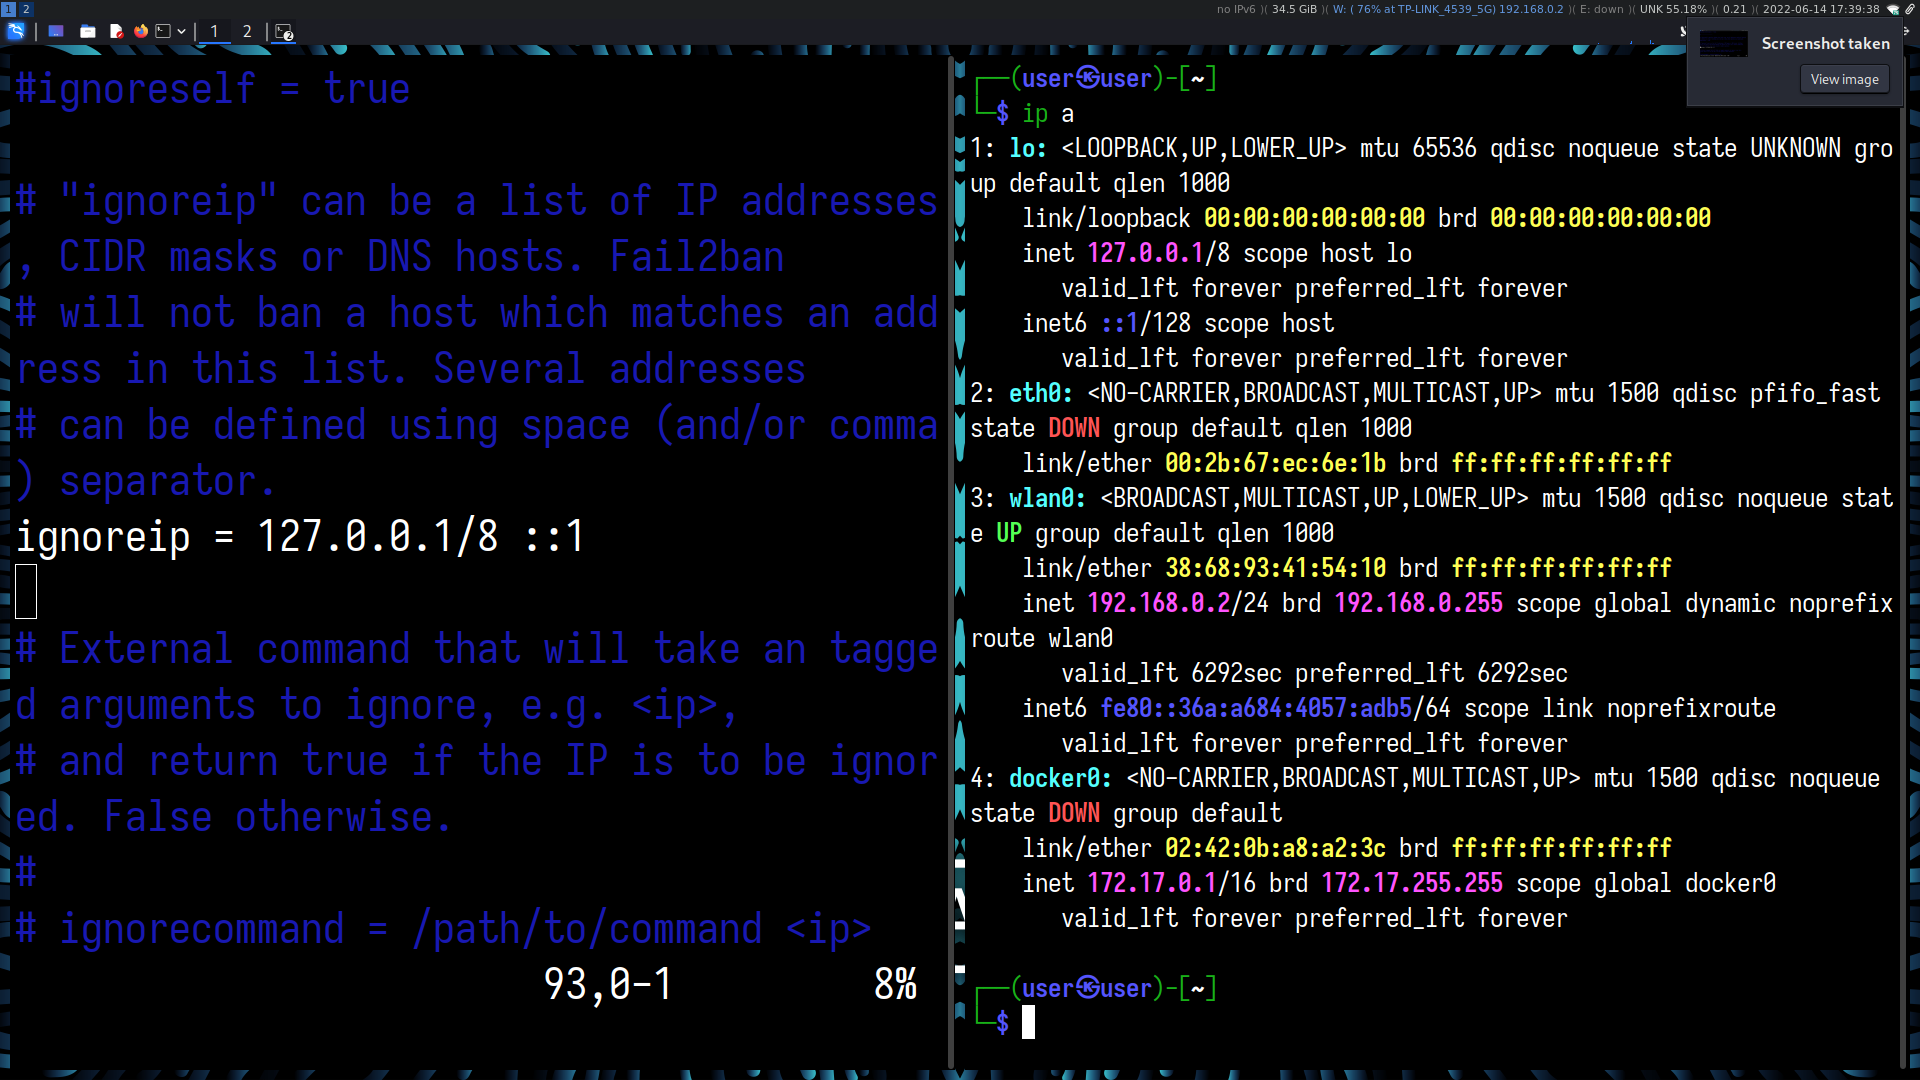 1 2
no IPv6 )( 34.5 GiB )( W: ( 76% at TP-LINK_4539_5G) 192.168.0.2 )( E: down )( UNK 55.18% )( 0.21 )( 2022-06-14 17:39:38
1 2 2
Screenshot taken
View image
#ignoreself = true
# "ignoreip" can be a list of IP addresses
, CIDR masks or DNS hosts. Fail2ban
# will not ban a host which matches an add
ress in this list. Several addresses
# can be defined using space (and/or comma
) separator.
ignoreip = 127.0.0.1/8 ::1
# External command that will take an tagge
d arguments to ignore, e.g. <ip>,
# and return true if the IP is to be ignor
ed. False otherwise.
#
# ignorecommand = /path/to/command <ip>
93,0-1 8%
┌──(user㉿user)-[~]
└─$ ip a
1: lo: <LOOPBACK,UP,LOWER_UP> mtu 65536 qdisc noqueue state UNKNOWN gro
up default qlen 1000
link/loopback 00:00:00:00:00:00 brd 00:00:00:00:00:00
inet 127.0.0.1/8 scope host lo
valid_lft forever preferred_lft forever
inet6 ::1/128 scope host
valid_lft forever preferred_lft forever
2: eth0: <NO-CARRIER,BROADCAST,MULTICAST,UP> mtu 1500 qdisc pfifo_fast
state DOWN group default qlen 1000
link/ether 00:2b:67:ec:6e:1b brd ff:ff:ff:ff:ff:ff
3: wlan0: <BROADCAST,MULTICAST,UP,LOWER_UP> mtu 1500 qdisc noqueue stat
e UP group default qlen 1000
link/ether 38:68:93:41:54:10 brd ff:ff:ff:ff:ff:ff
inet 192.168.0.2/24 brd 192.168.0.255 scope global dynamic noprefix
route wlan0
valid_lft 6292sec preferred_lft 6292sec
inet6 fe80::36a:a684:4057:adb5/64 scope link noprefixroute
valid_lft forever preferred_lft forever
4: docker0: <NO-CARRIER,BROADCAST,MULTICAST,UP> mtu 1500 qdisc noqueue
state DOWN group default
link/ether 02:42:0b:a8:a2:3c brd ff:ff:ff:ff:ff:ff
inet 172.17.0.1/16 brd 172.17.255.255 scope global docker0
valid_lft forever preferred_lft forever
┌──(user㉿user)-[~]
└─$